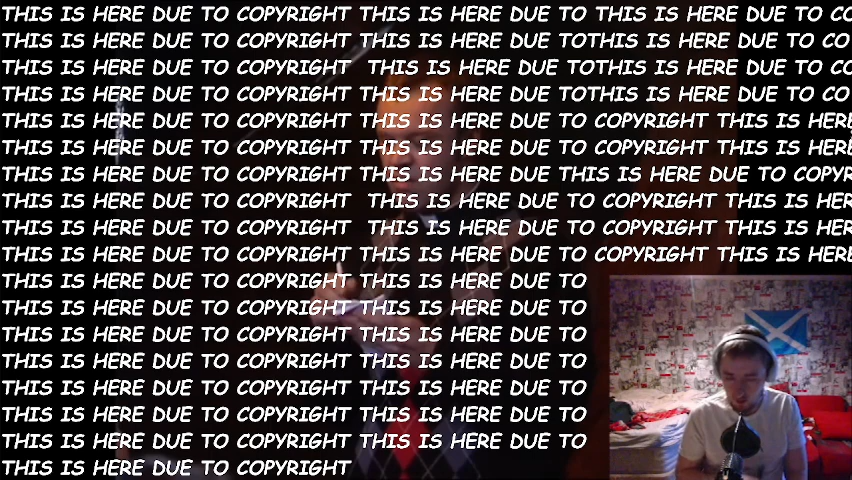 THIS IS HERE DUE TO COPYRIGHT THIS IS HERE DUE TO THIS IS HERE DUE TO CO
THIS IS HERE DUE TO COPYRIGHT THIS IS HERE DUE TOTHIS IS HERE DUE TO CO
THIS IS HERE DUE TO COPYRIGHT THIS IS HERE DUE TOTHIS IS HERE DUE TO CO
THIS IS HERE DUE TO COPYRIGHT THIS IS HERE DUE TOTHIS IS HERE DUE TO CO
THIS IS HERE DUE TO COPYRIGHT THIS IS HERE DUE TO COPYRIGHT THIS IS HERE
THIS IS HERE DUE TO COPYRIGHT THIS IS HERE DUE TO COPYRIGHT THIS IS HERE
THIS IS HERE DUE TO COPYRIGHT THIS IS HERE DUE THIS IS HERE DUE TO COPYR
THIS IS HERE DUE TO COPYRIGHT THIS IS HERE DUE TO COPYRIGHT THIS IS HER
THIS IS HERE DUE TO COPYRIGHT THIS IS HERE DUE TO COPYRIGHT THIS IS HER
THIS IS HERE DUE TO COPYRIGHT THIS IS HERE DUE TO COPYRIGHT THIS IS HERE
THIS IS HERE DUE TO COPYRIGHT THIS IS HERE DUE TO
THIS IS HERE DUE TO COPYRIGHT THIS IS HERE DUE TO
THIS IS HERE DUE TO COPYRIGHT THIS IS HERE DUE TO
THIS IS HERE DUE TO COPYRIGHT THIS IS HERE DUE TO
THIS IS HERE DUE TO COPYRIGHT THIS IS HERE DUE TO
THIS IS HERE DUE TO COPYRIGHT THIS IS HERE DUE TO
THIS IS HERE DUE TO COPYRIGHT THIS IS HERE DUE TO
THIS IS HERE DUE TO COPYRIGHT